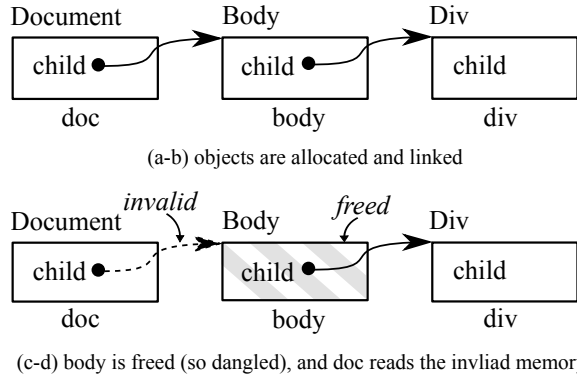 Document Body Div
child child child
doc body div
(a-b) objects are allocated and linked
invalid freed
Document Body Div
child child child
doc body div
(c-d) body is freed (so dangled), and doc reads the invliad memory